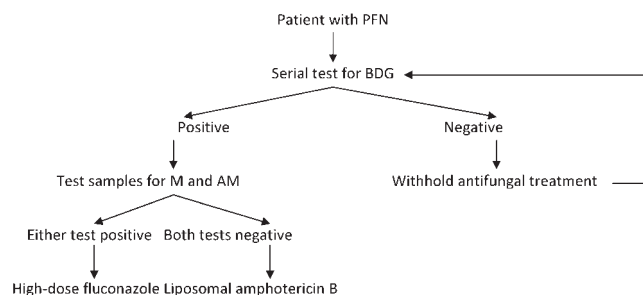 Patient with PFN
Serial test for BDG
Positive
Negative
Test samples for M and AM
Withhold antifungal treatment
Either test positive
Both tests negative
High-dose fluconazole
Liposomal amphotericin B